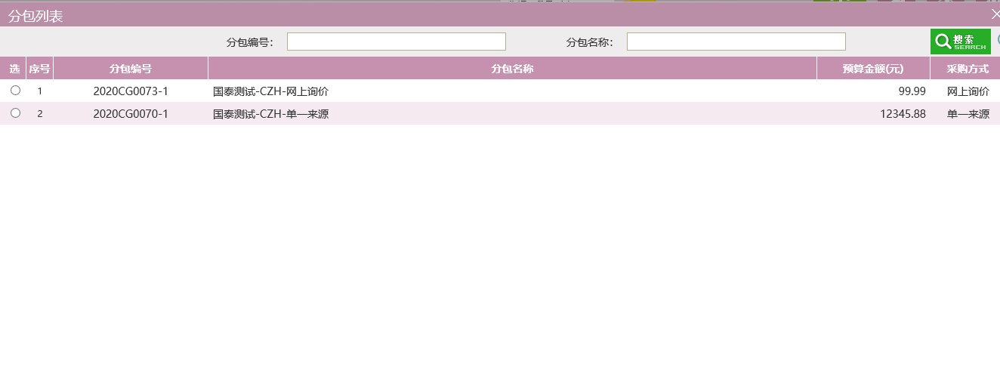 分包列表
分包编号： 分包名称： 搜索 SEARCH
选 序号 分包编号 分包名称 预算金额(元) 采购方式
1 2020CG0073-1 国泰测试-CZH-网上询价 99.99 网上询价
2 2020CG0070-1 国泰测试-CZH-单一来源 12345.88 单一来源